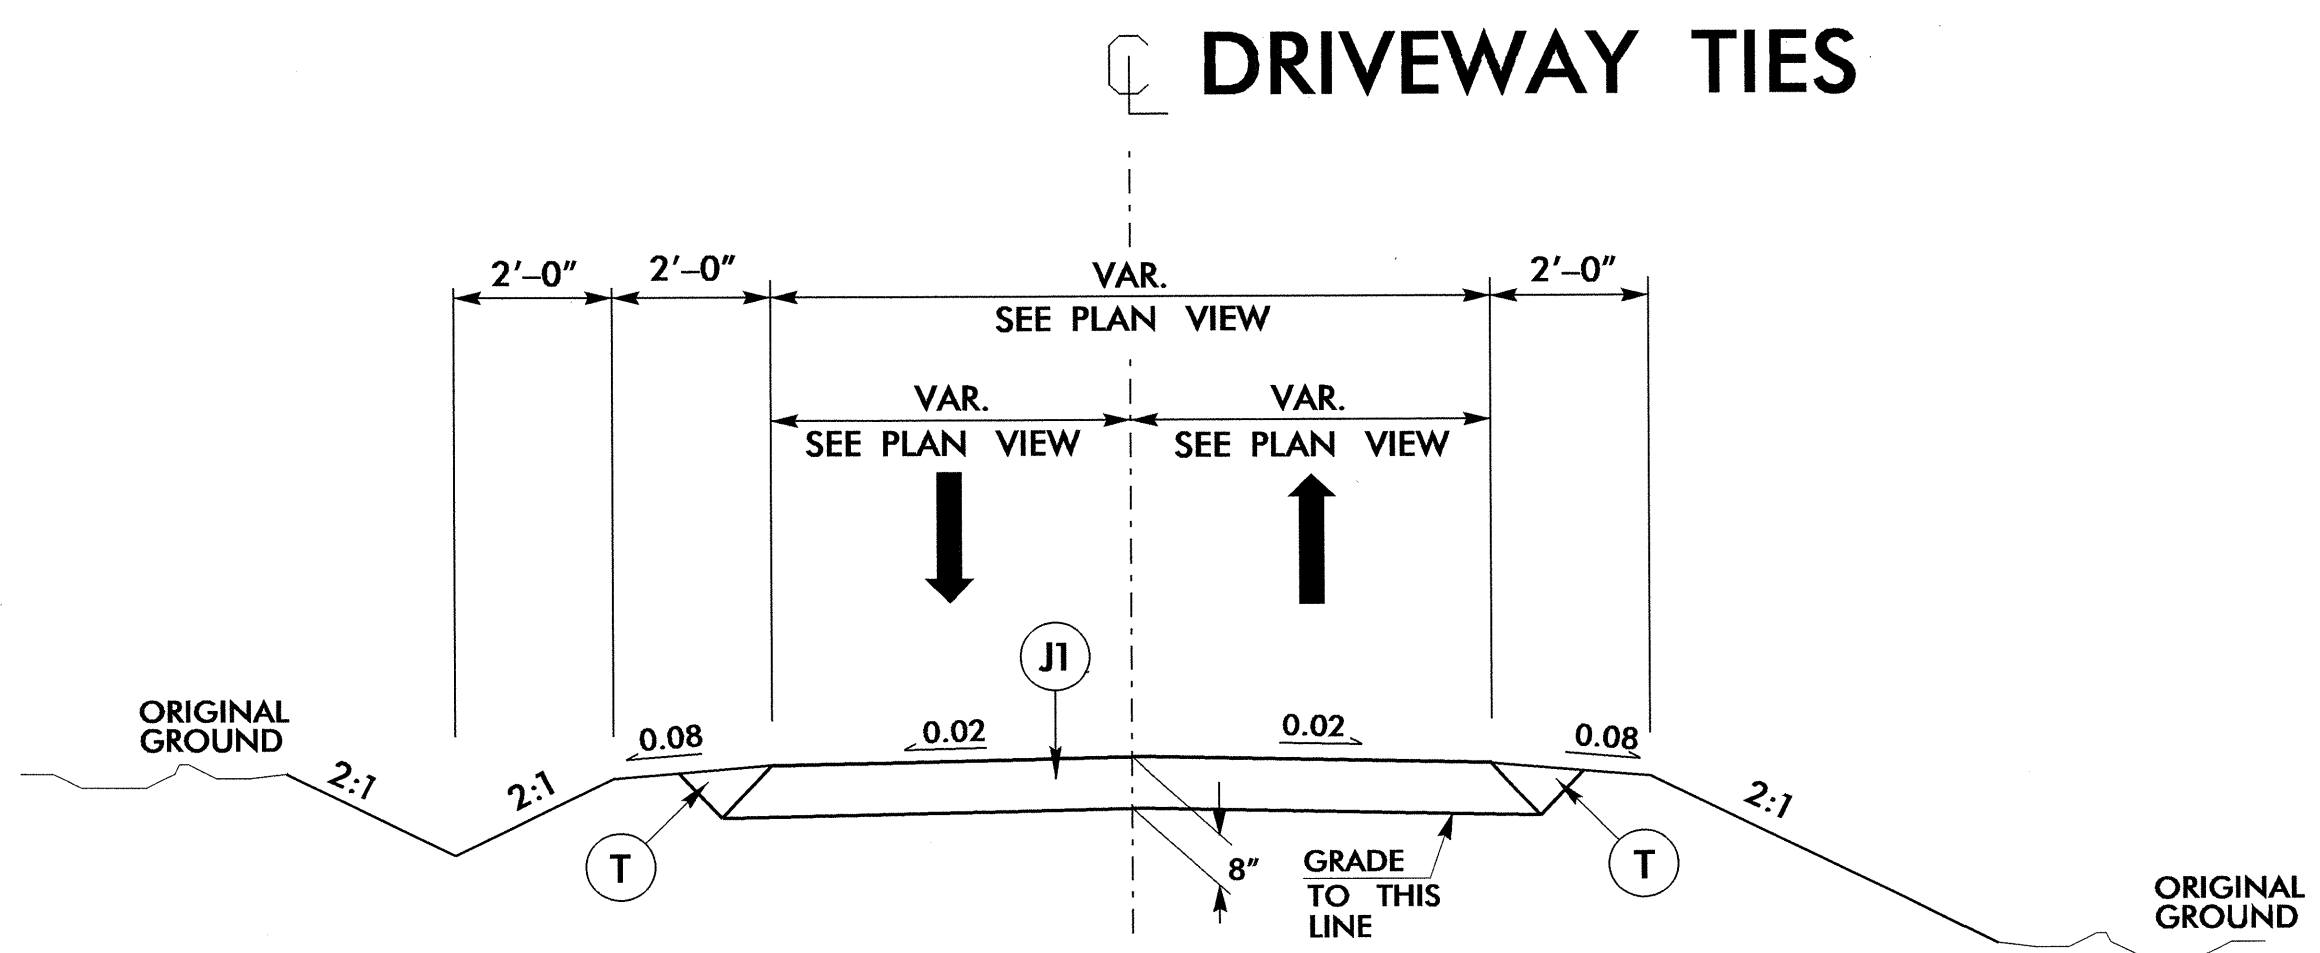 CL DRIVEWAY TIES
2'–0" 2'–0" VAR. 2'–0"
SEE PLAN VIEW
VAR. VAR.
SEE PLAN VIEW SEE PLAN VIEW
J1
ORIGINAL
GROUND
0.08 0.02 0.02 0.08
2:1 2:1 2:1
T T
8"
GRADE
TO THIS
LINE
ORIGINAL
GROUND